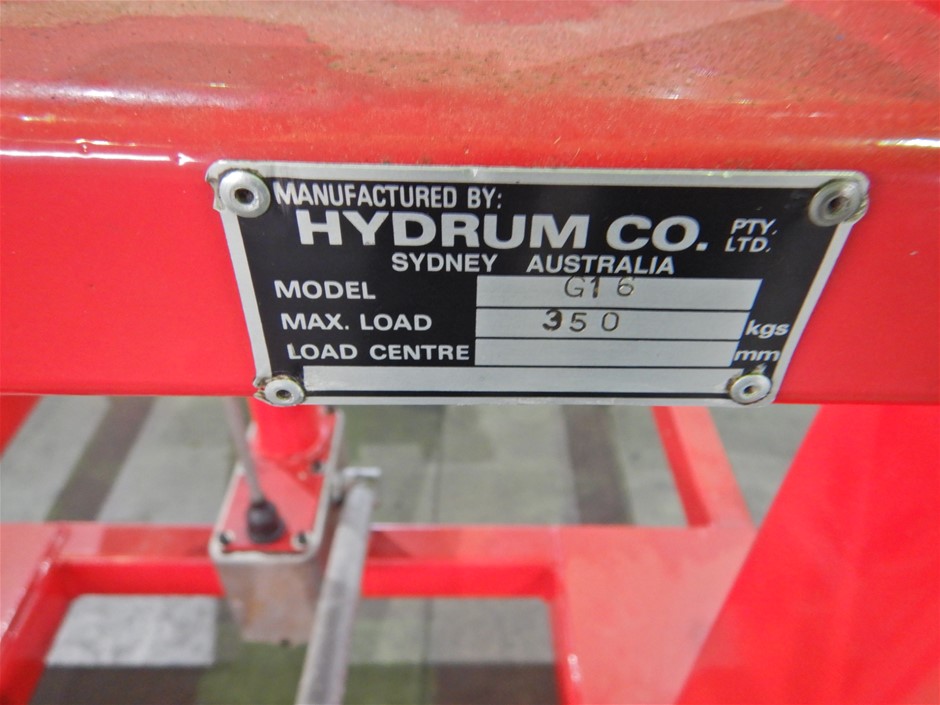 MANUFACTURED BY:
HYDRUM CO. PTY. LTD.
SYDNEY AUSTRALIA
MODEL G16
MAX. LOAD 350 kgs
LOAD CENTRE mm